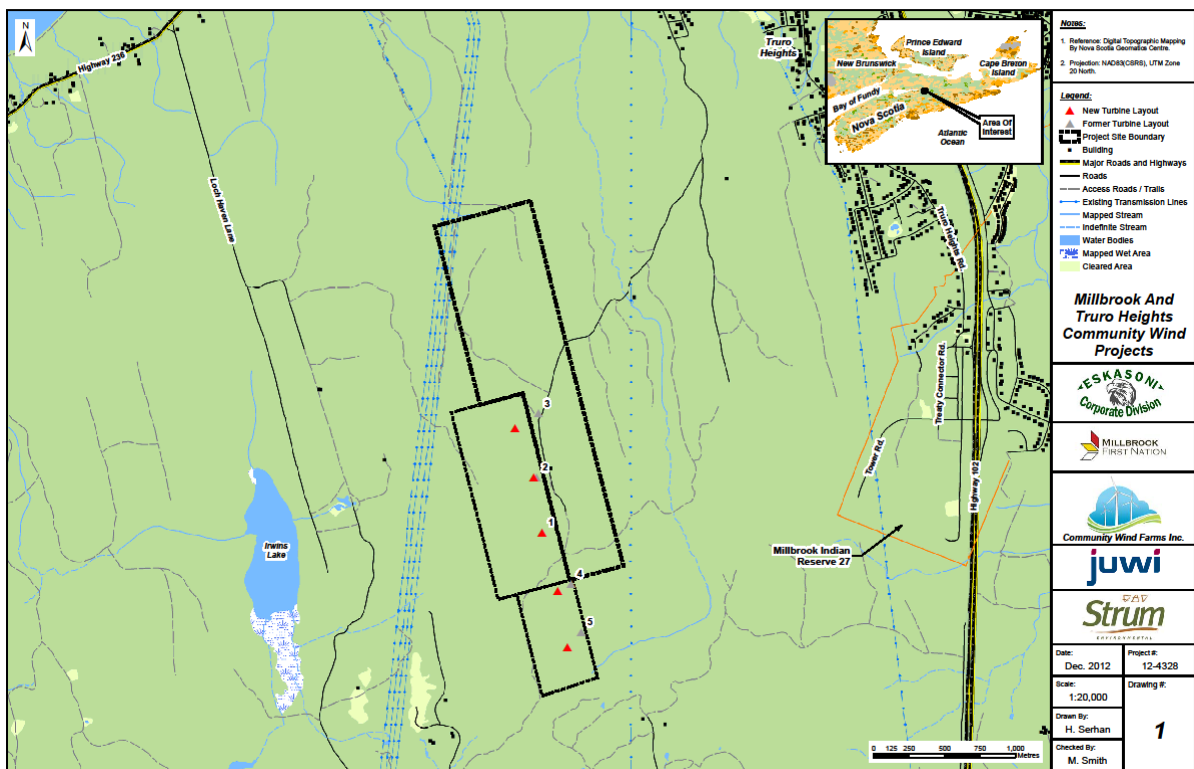 N
Highway 236
Truro
Heights
Loch Haven Lane
Truro Heights Rd.
Treaty Connector Rd.
Tower Rd.
Highway 102
3
2
1
4
5
Irwins
Lake
Millbrook Indian
Reserve 27
0 125 250 500 750 1,000
Metres
Prince Edward
Island
New Brunswick
Cape Breton
Island
Bay of Fundy
Nova Scotia
Area Of
Interest
Atlantic
Ocean
Notes:
1. Reference: Digital Topographic Mapping
By Nova Scotia Geomatics Centre.
2. Projection: NAD83(CSRS), UTM Zone
20 North.
Legend:
New Turbine Layout
Former Turbine Layout
Project Site Boundary
Building
Major Roads and Highways
Roads
Access Roads / Trails
Existing Transmission Lines
Mapped Stream
Indefinite Stream
Water Bodies
Mapped Wet Area
Cleared Area
Millbrook And
Truro Heights
Community Wind
Projects
ESKASONI
Corporate Division
MILLBROOK
FIRST NATION
Community Wind Farms Inc.
juwi
Strum
ENVIRONMENTAL
Date:
Dec. 2012
Project #:
12-4328
Scale:
1:20,000
Drawing #:
1
Drawn By:
H. Serhan
Checked By:
M. Smith